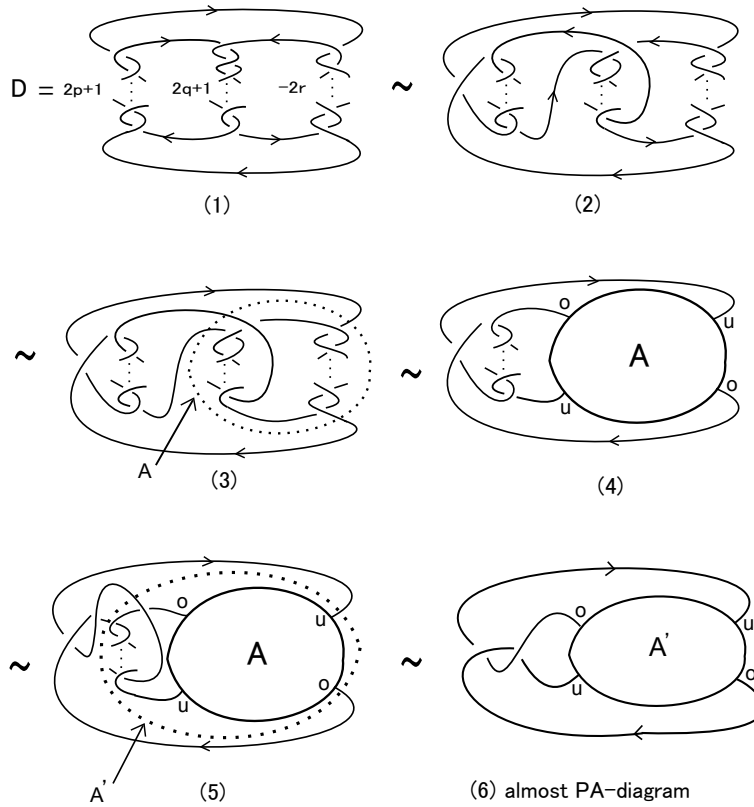 D = 2p+1 2q+1 -2r ~
(1) (2)
~ A ~ o u A o u
A (3) (4)
~ o u A o u ~ o u A' o u
A' (5) (6) almost PA-diagram